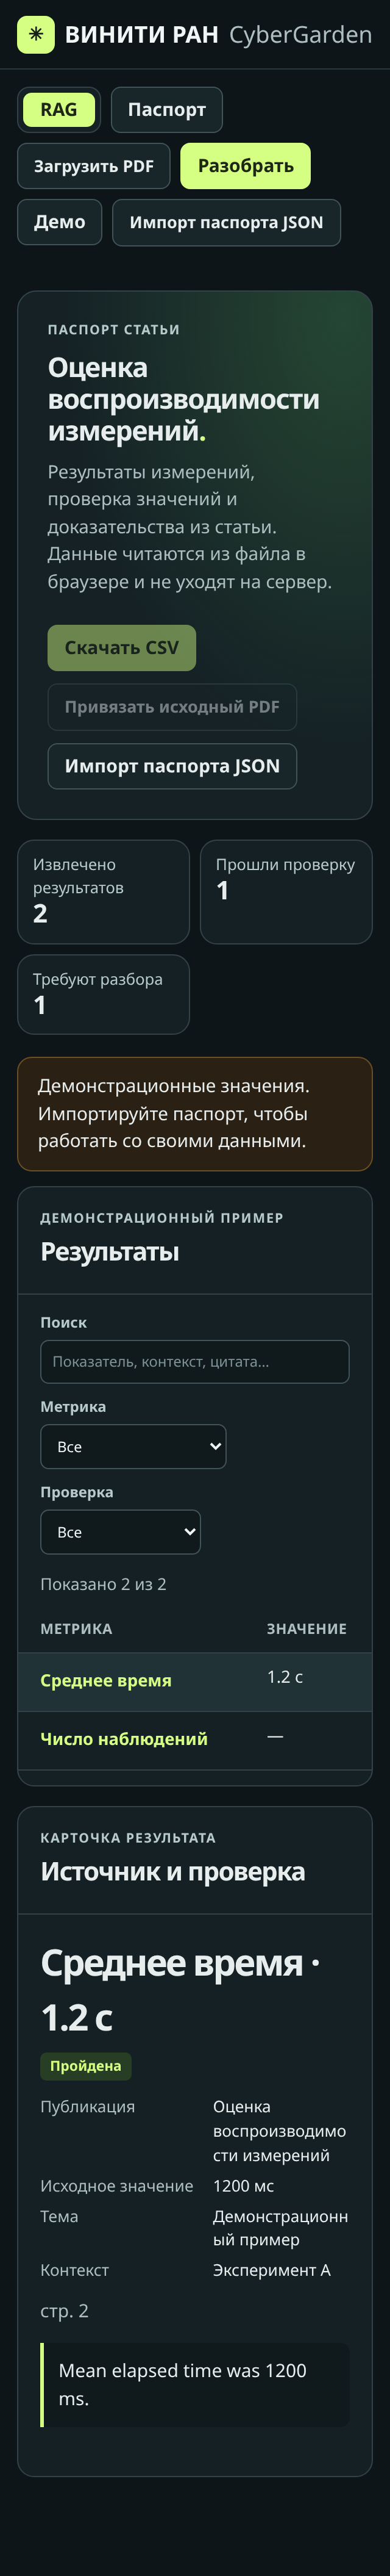 ВИНИТИ РАН CyberGarden
RAG Паспорт
Загрузить PDF Разобрать
Демо Импорт паспорта JSON
ПАСПОРТ СТАТЬИ
Оценка
воспроизводимости
измерений.
Результаты измерений,
проверка значений и
доказательства из статьи.
Данные читаются из файла в
браузере и не уходят на сервер.
Скачать CSV
Привязать исходный PDF
Импорт паспорта JSON
Извлечено
результатов
2
Прошли проверку
1
Требуют разбора
1
Демонстрационные значения.
Импортируйте паспорт, чтобы
работать со своими данными.
ДЕМОНСТРАЦИОННЫЙ ПРИМЕР
Результаты
Поиск
Показатель, контекст, цитата...
Метрика
Все
Проверка
Все
Показано 2 из 2
МЕТРИКА ЗНАЧЕНИЕ
Среднее время 1.2 с
Число наблюдений —
КАРТОЧКА РЕЗУЛЬТАТА
Источник и проверка
Среднее время ·
1.2 с
Пройдена
Публикация Оценка
воспроизводимо
сти измерений
Исходное значение 1200 мс
Тема Демонстрационн
ый пример
Контекст Эксперимент А
стр. 2
Mean elapsed time was 1200
ms.